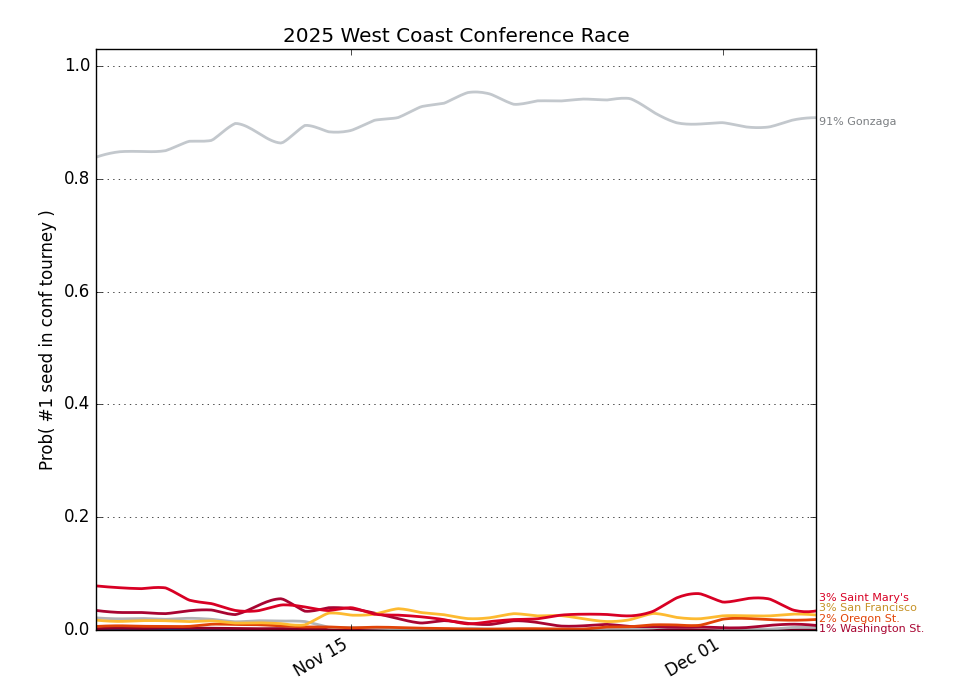 2025 West Coast Conference Race
Prob( #1 seed in conf tourney )
1.0
0.8
0.6
0.4
0.2
0.0
Nov 15
Dec 01
91% Gonzaga
3% Saint Mary's
3% San Francisco
2% Oregon St.
1% Washington St.